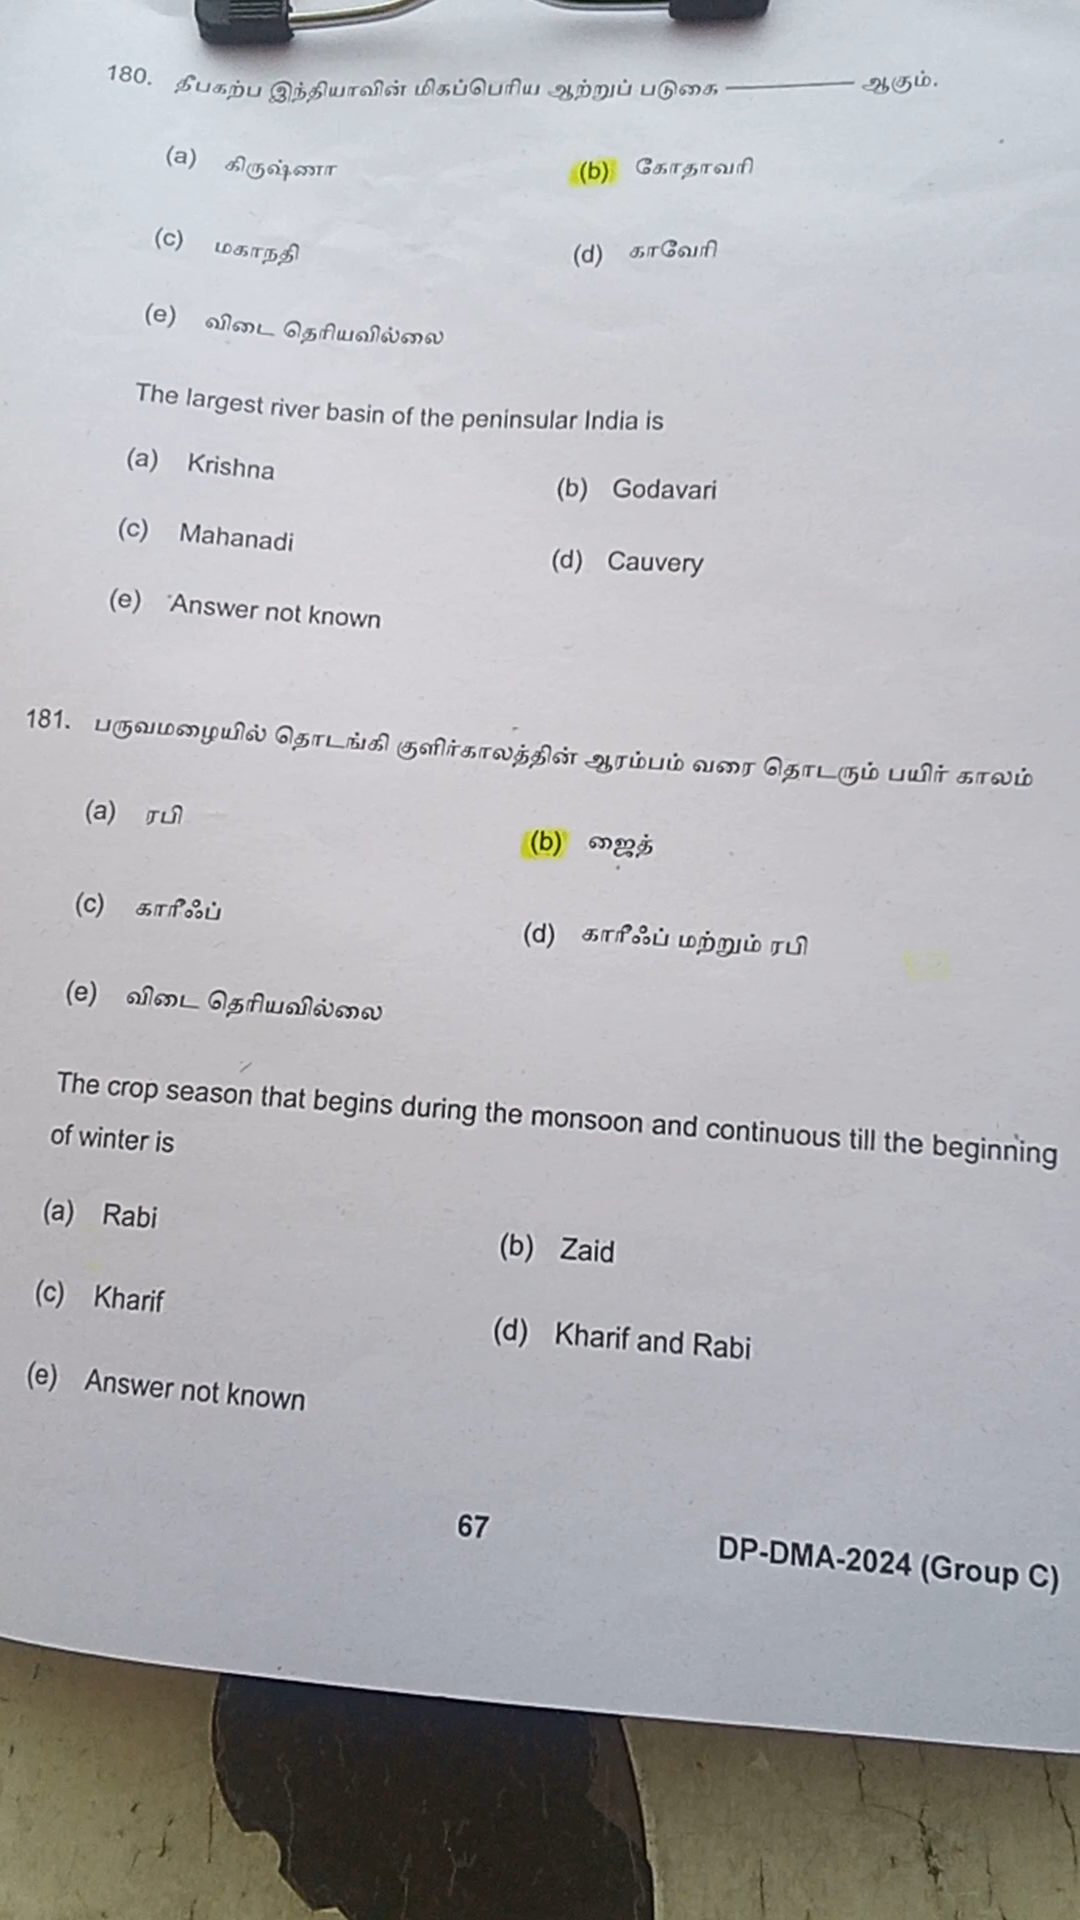 180. தீபகற்ப இந்தியாவின் மிகப்பெரிய ஆற்றுப் படுகை ———— ஆகும்.
(a) கிருஷ்ணா (b) கோதாவரி
(c) மகாநதி (d) காவேரி
(e) விடை தெரியவில்லை
The largest river basin of the peninsular India is
(a) Krishna (b) Godavari
(c) Mahanadi (d) Cauvery
(e) Answer not known
181. பருவமழையில் தொடங்கி குளிர்காலத்தின் ஆரம்பம் வரை தொடரும் பயிர் காலம்
(a) ரபி (b) ஜைத்
(c) காரீஃப் (d) காரீஃப் மற்றும் ரபி
(e) விடை தெரியவில்லை
The crop season that begins during the monsoon and continuous till the beginning
of winter is
(a) Rabi (b) Zaid
(c) Kharif (d) Kharif and Rabi
(e) Answer not known
67
DP-DMA-2024 (Group C)